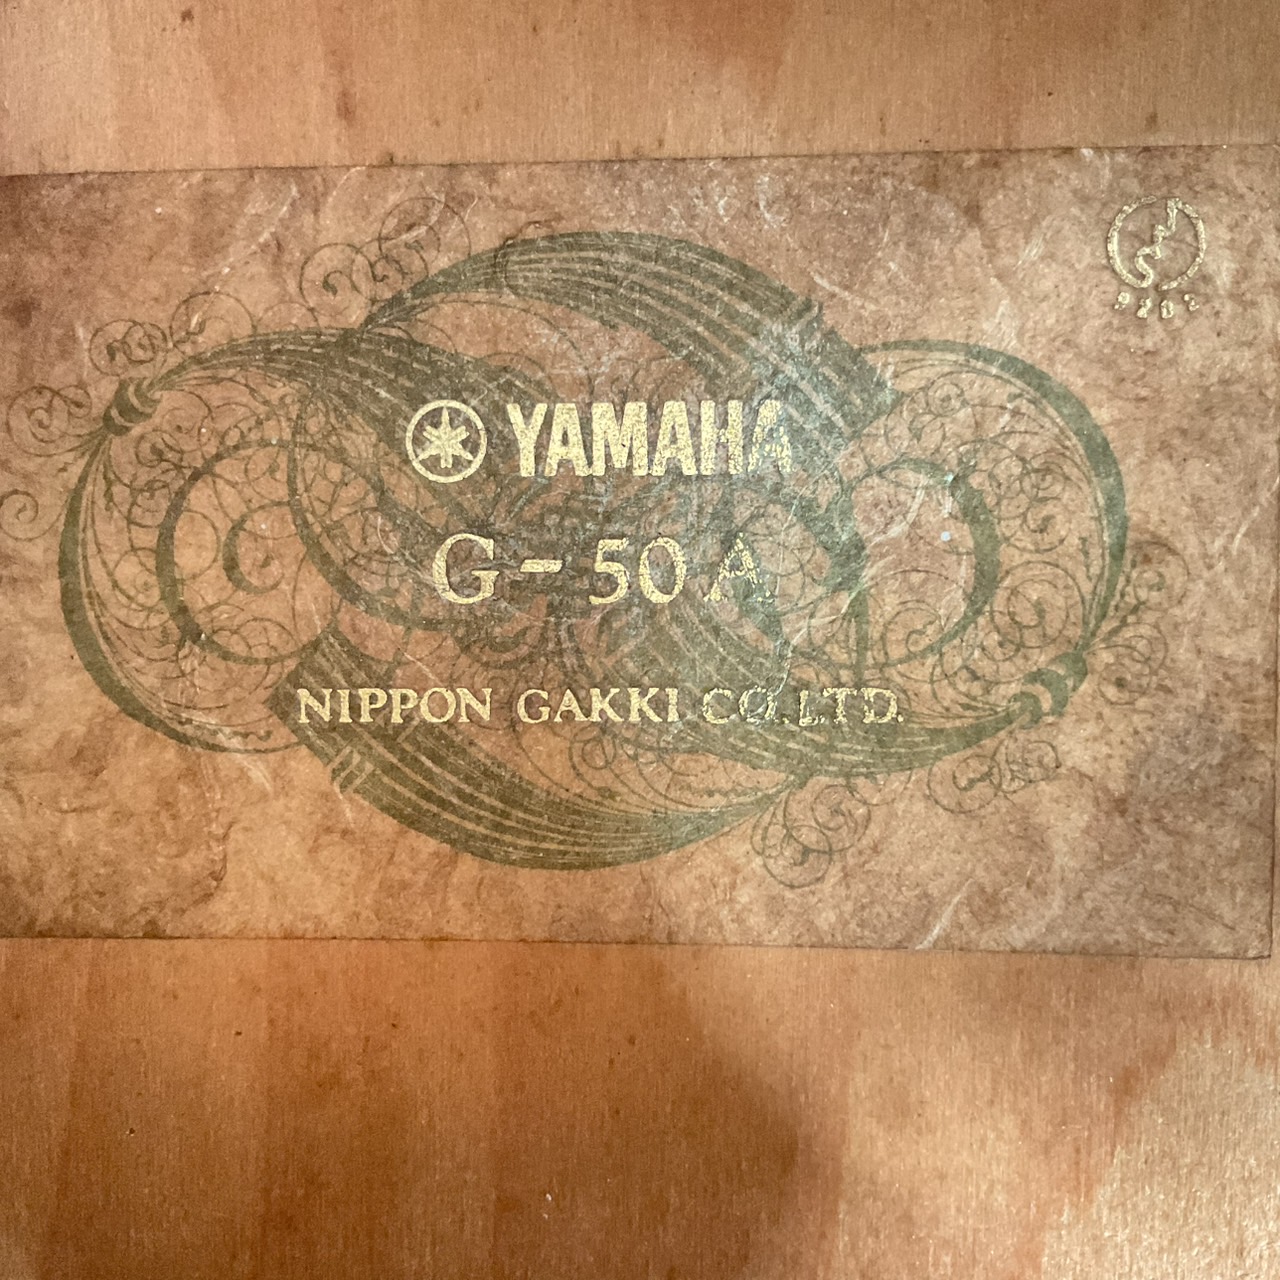 YAMAHA
G-50A
NIPPON GAKKI CO.LTD.